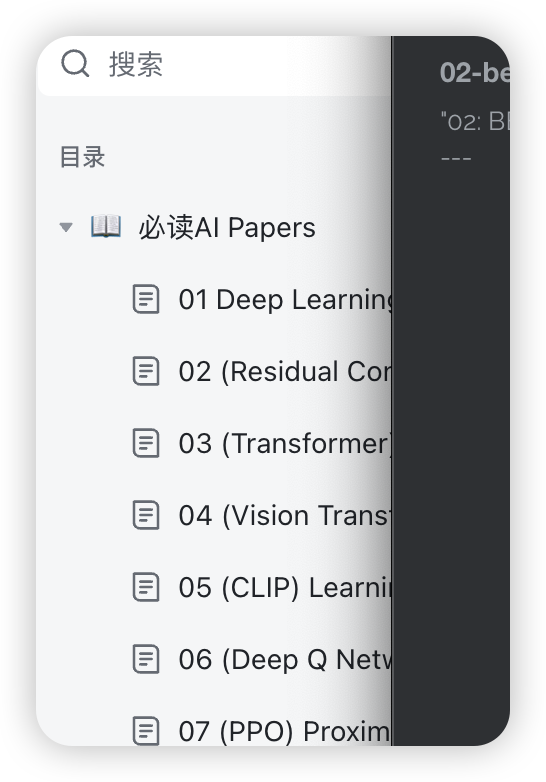 搜索
目录
必读AI Papers
01 Deep Learning
02 (Residual Con
03 (Transformer)
04 (Vision Transf
05 (CLIP) Learnin
06 (Deep Q Netw
07 (PPO) Proxim
02-be
"02: BE
---